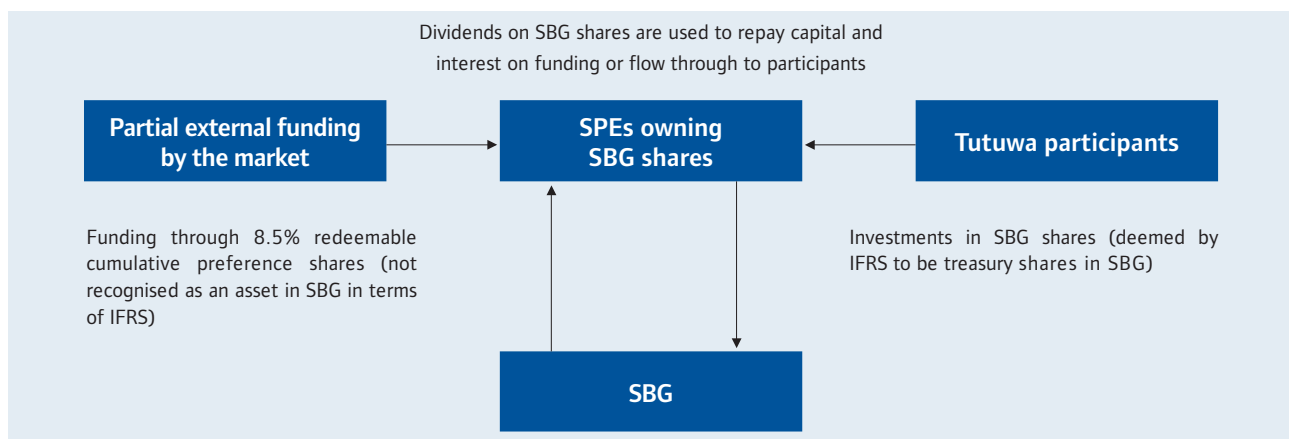 Dividends on SBG shares are used to repay capital and
interest on funding or flow through to participants
Partial external funding
by the market
SPEs owning
SBG shares
Tutuwa participants
Funding through 8.5% redeemable
cumulative preference shares (not
recognised as an asset in SBG in terms
of IFRS)
Investments in SBG shares (deemed by
IFRS to be treasury shares in SBG)
SBG